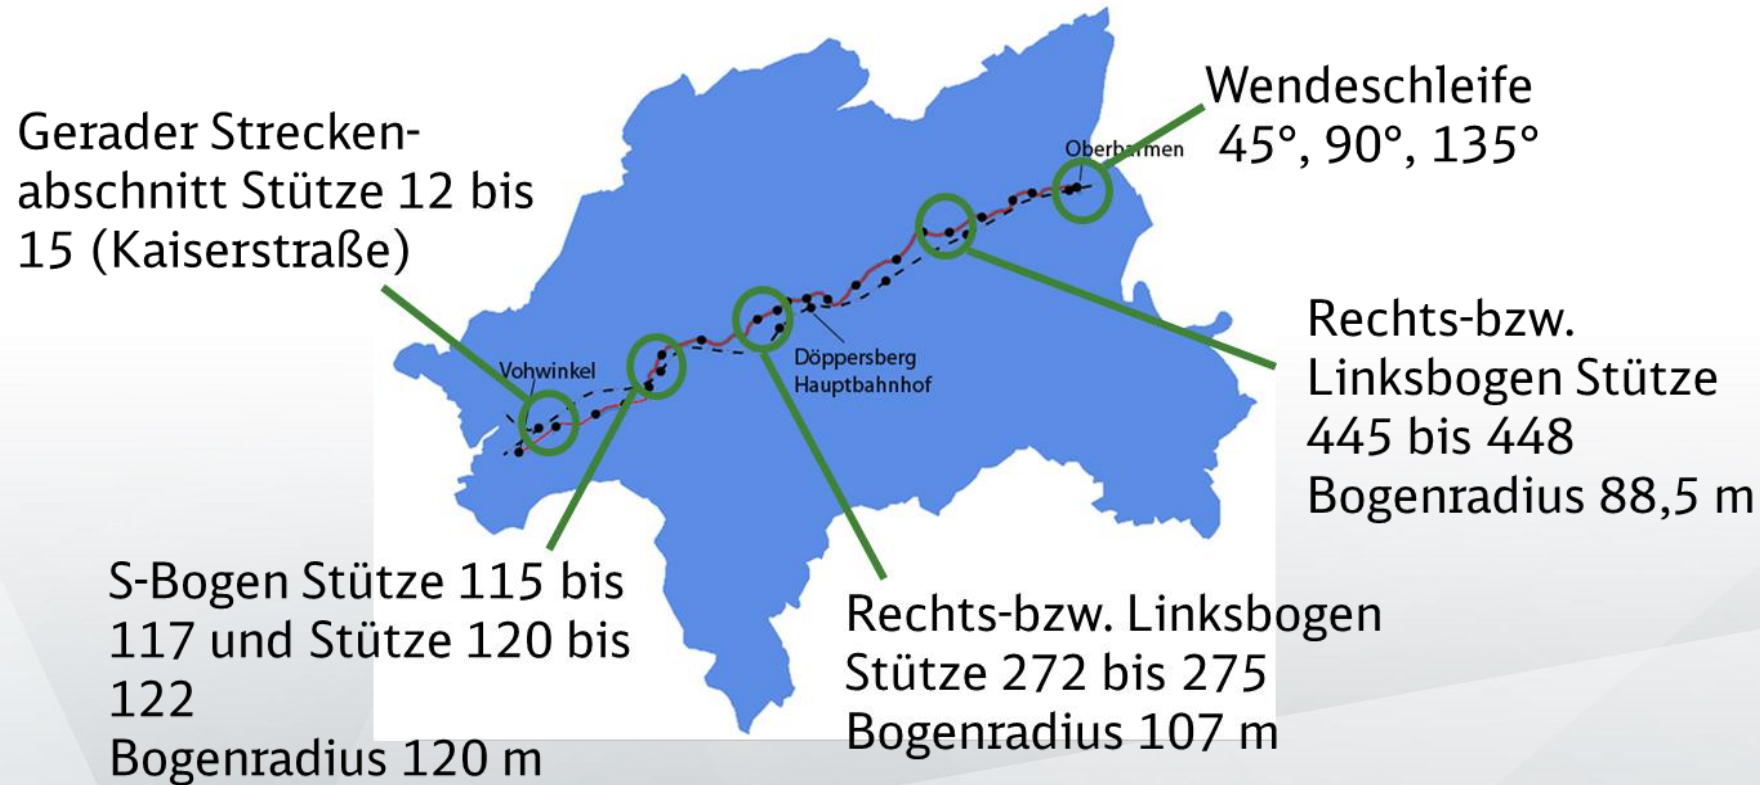 Gerader Strecken-
abschnitt Stütze 12 bis
15 (Kaiserstraße)
Wendeschleife
45°, 90°, 135°
Oberbarmen
Vohwinkel
Döppersberg
Hauptbahnhof
Rechts-bzw.
Linksbogen Stütze
445 bis 448
Bogenradius 88,5 m
S-Bogen Stütze 115 bis
117 und Stütze 120 bis
122
Bogenradius 120 m
Rechts-bzw. Linksbogen
Stütze 272 bis 275
Bogenradius 107 m